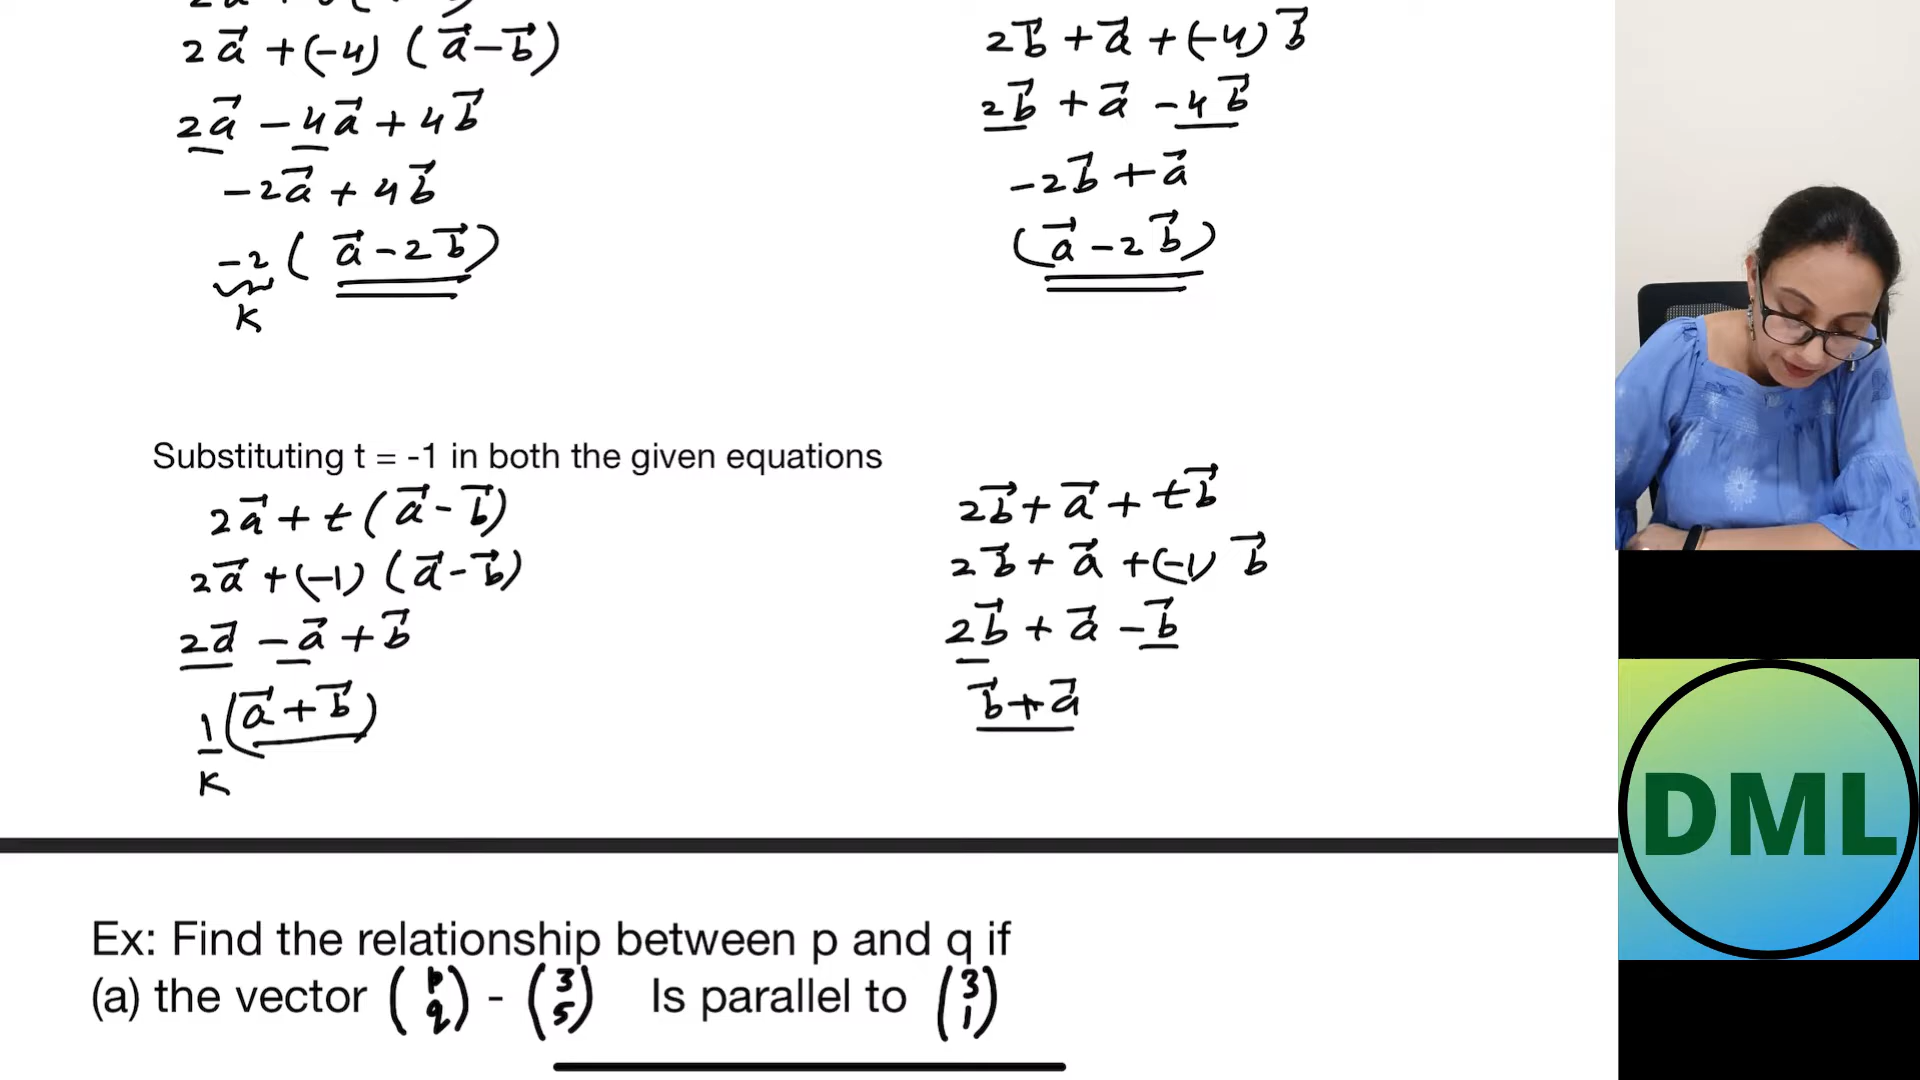 2a⃗ + (-4) (a⃗ - b⃗)
2a⃗ - 4a⃗ + 4b⃗
-2a⃗ + 4b⃗
-2 (a⃗ - 2b⃗)
K
2b⃗ + a⃗ + (-4) b⃗
2b⃗ + a⃗ - 4b⃗
-2b⃗ + a⃗
(a⃗ - 2b⃗)
Substituting t = -1 in both the given equations
2a⃗ + t (a⃗ - b⃗)
2a⃗ + (-1) (a⃗ - b⃗)
2a⃗ - a⃗ + b⃗
1 (a⃗ + b⃗)
K
2b⃗ + a⃗ + tb⃗
2b⃗ + a⃗ + (-1) b⃗
2b⃗ + a⃗ - b⃗
b⃗ + a⃗
Ex: Find the relationship between p and q if
(a) the vector (p q) - (3 5) Is parallel to (3 1)
DML